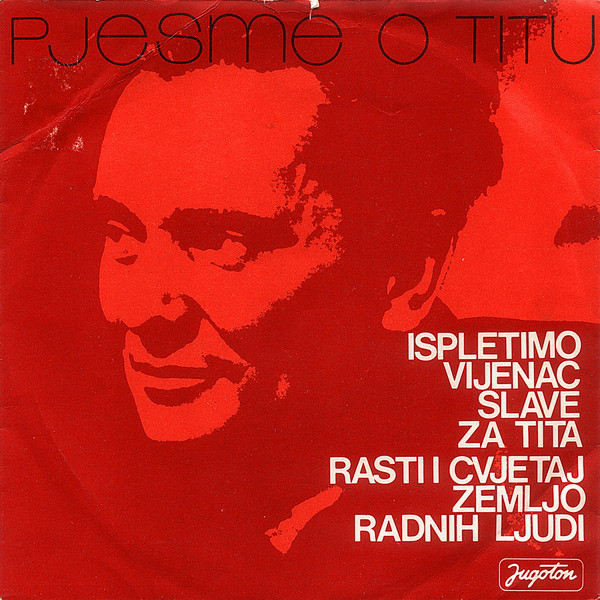 Pjesme o Titu
ISPLETIMO
VIJENAC
SLAVE
ZA TITA
RASTI I CVJETAJ
ZEMLJO
RADNIH LJUDI
Jugoton